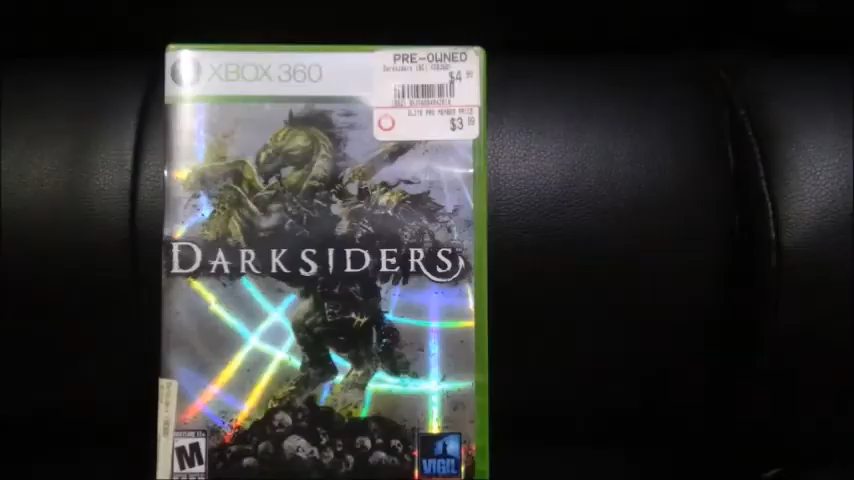 XBOX 360
PRE-OWNED
$4.99
ELITE PRO MEMBER PRICE
$3.99
DARKSIDERS
M
VIGIL